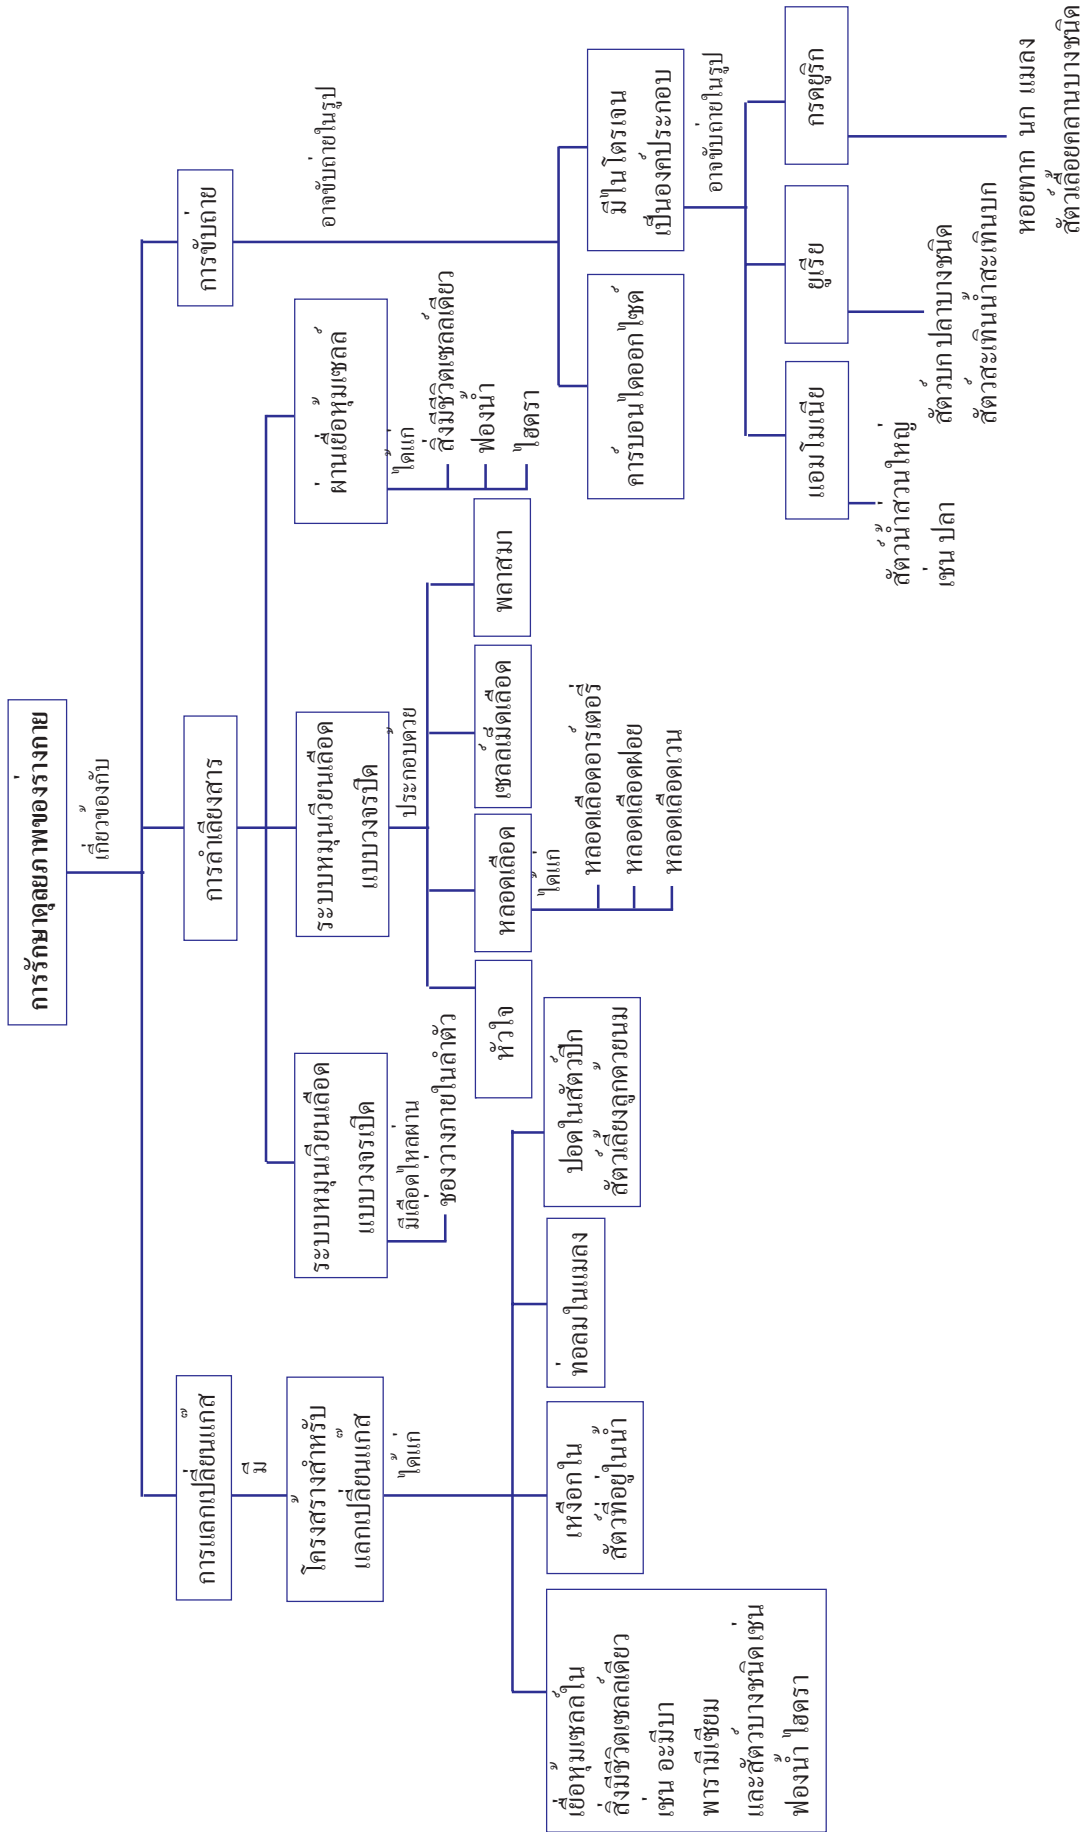 การรักษาดุลยภาพของร่างกาย
เกี่ยวข้องกับ
การแลกเปลี่ยนแก๊ส
มี
โครงสร้างสำหรับ
แลกเปลี่ยนแก๊ส
ได้แก่
เยื่อหุ้มเซลล์ใน
สิ่งมีชีวิตเซลล์เดียว
เช่น อะมีบา
พารามีเซียม
และสัตว์บางชนิดเช่น
ฟองน้ำ ไฮดรา
เหงือกใน
สัตว์ที่อยู่ในน้ำ
ท่อลมในแมลง
ปอดในสัตว์ปีก
สัตว์เลี้ยงลูกด้วยนม
การลำเลียงสาร
ระบบหมุนเวียนเลือด
แบบวงจรเปิด
มีเลือดไหลผ่าน
ช่องว่างภายในลำตัว
ระบบหมุนเวียนเลือด
แบบวงจรปิด
ประกอบด้วย
หัวใจ
หลอดเลือด
ได้แก่
หลอดเลือดอาร์เตอรี่
หลอดเลือดฝอย
หลอดเลือดเวน
เซลล์เม็ดเลือด
พลาสมา
ผ่านเยื่อหุ้มเซลล์
ได้แก่
สิ่งมีชีวิตเซลล์เดียว
ฟองน้ำ
ไฮดรา
การขับถ่าย
อาจขับถ่ายในรูป
คาร์บอนไดออกไซด์
มีไนโตรเจน
เป็นองค์ประกอบ
อาจขับถ่ายในรูป
แอมโมเนีย
สัตว์น้ำส่วนใหญ่
เช่น ปลา
ยูเรีย
สัตว์บก ปลาบางชนิด
สัตว์สะเทินน้ำสะเทินบก
กรดยูริก
หอยทาก นก แมลง
สัตว์เลื้อยคลานบางชนิด